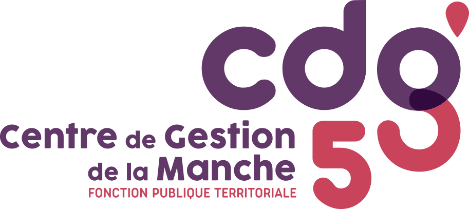 cdg
50
Centre de Gestion
de la Manche
FONCTION PUBLIQUE TERRITORIALE